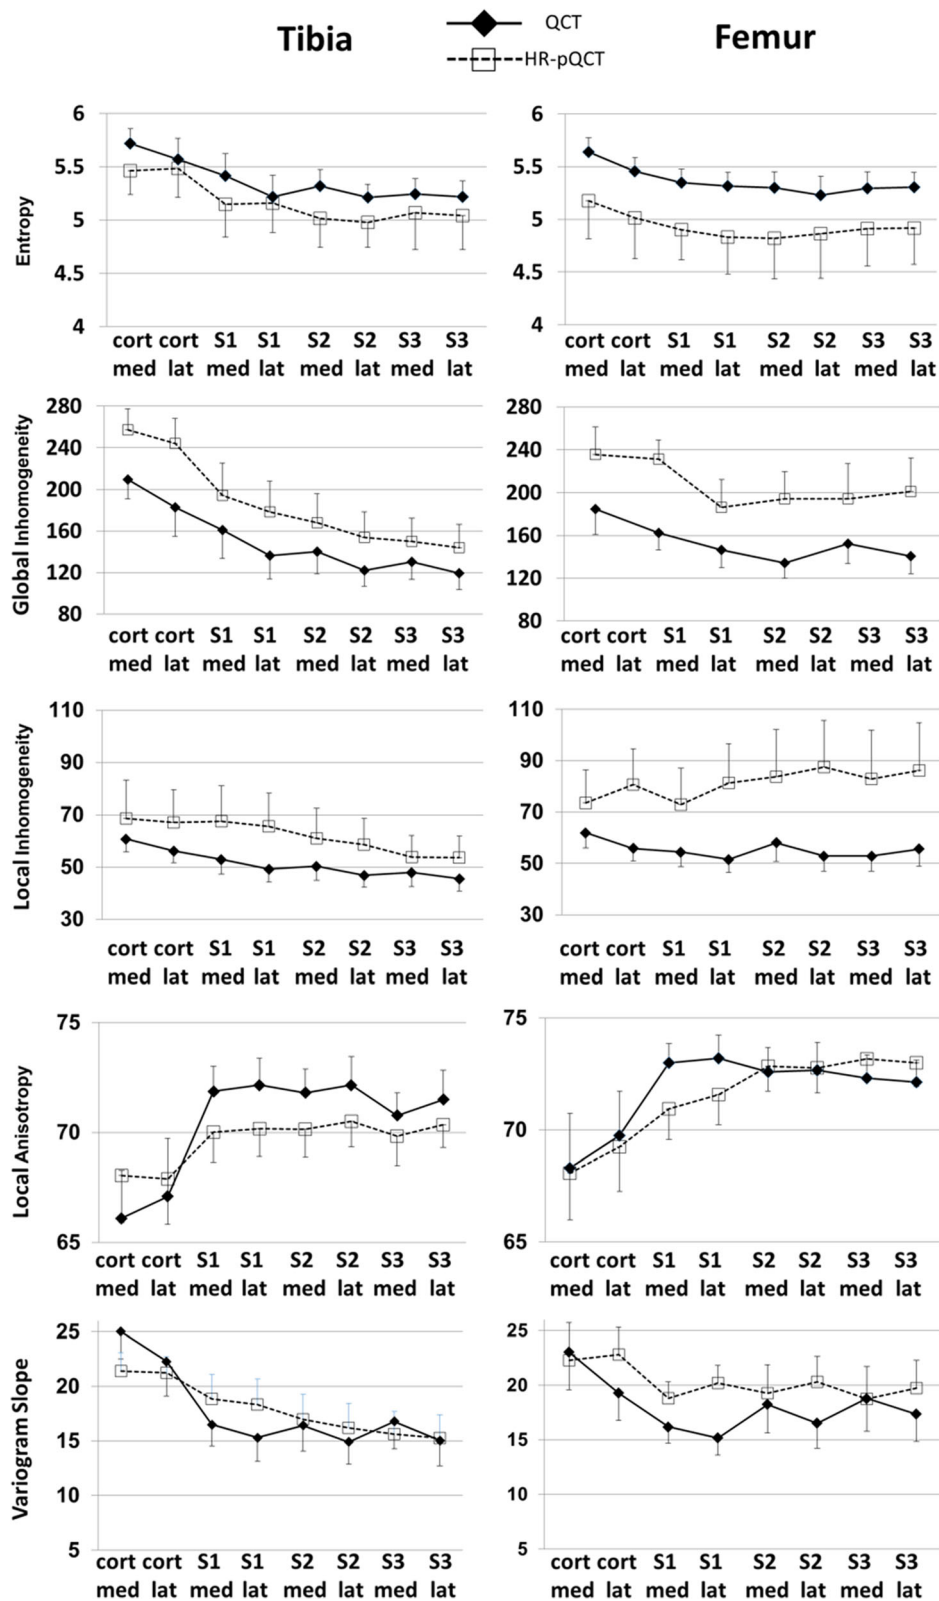 Tibia
QCT
HR-pQCT
Femur
Entropy
6
5.5
5
4.5
4
cort cort S1 S1 S2 S2 S3 S3
med lat med lat med lat med lat
6
5.5
5
4.5
4
cort cort S1 S1 S2 S2 S3 S3
med lat med lat med lat med lat
Global Inhomogeneity
280
240
200
160
120
80
cort cort S1 S1 S2 S2 S3 S3
med lat med lat med lat med lat
280
240
200
160
120
80
cort cort S1 S1 S2 S2 S3 S3
med lat med lat med lat med lat
Local Inhomogeneity
110
90
70
50
30
cort cort S1 S1 S2 S2 S3 S3
med lat med lat med lat med lat
110
90
70
50
30
cort cort S1 S1 S2 S2 S3 S3
med lat med lat med lat med lat
Local Anisotropy
75
70
65
cort cort S1 S1 S2 S2 S3 S3
med lat med lat med lat med lat
75
70
65
cort cort S1 S1 S2 S2 S3 S3
med lat med lat med lat med lat
Variogram Slope
25
20
15
10
5
cort cort S1 S1 S2 S2 S3 S3
med lat med lat med lat med lat
25
20
15
10
5
cort cort S1 S1 S2 S2 S3 S3
med lat med lat med lat med lat